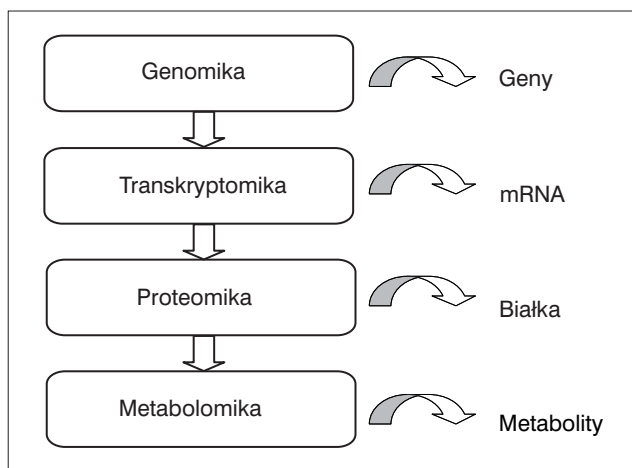 Genomika
Geny
Transkryptomika
mRNA
Proteomika
Białka
Metabolomika
Metabolity